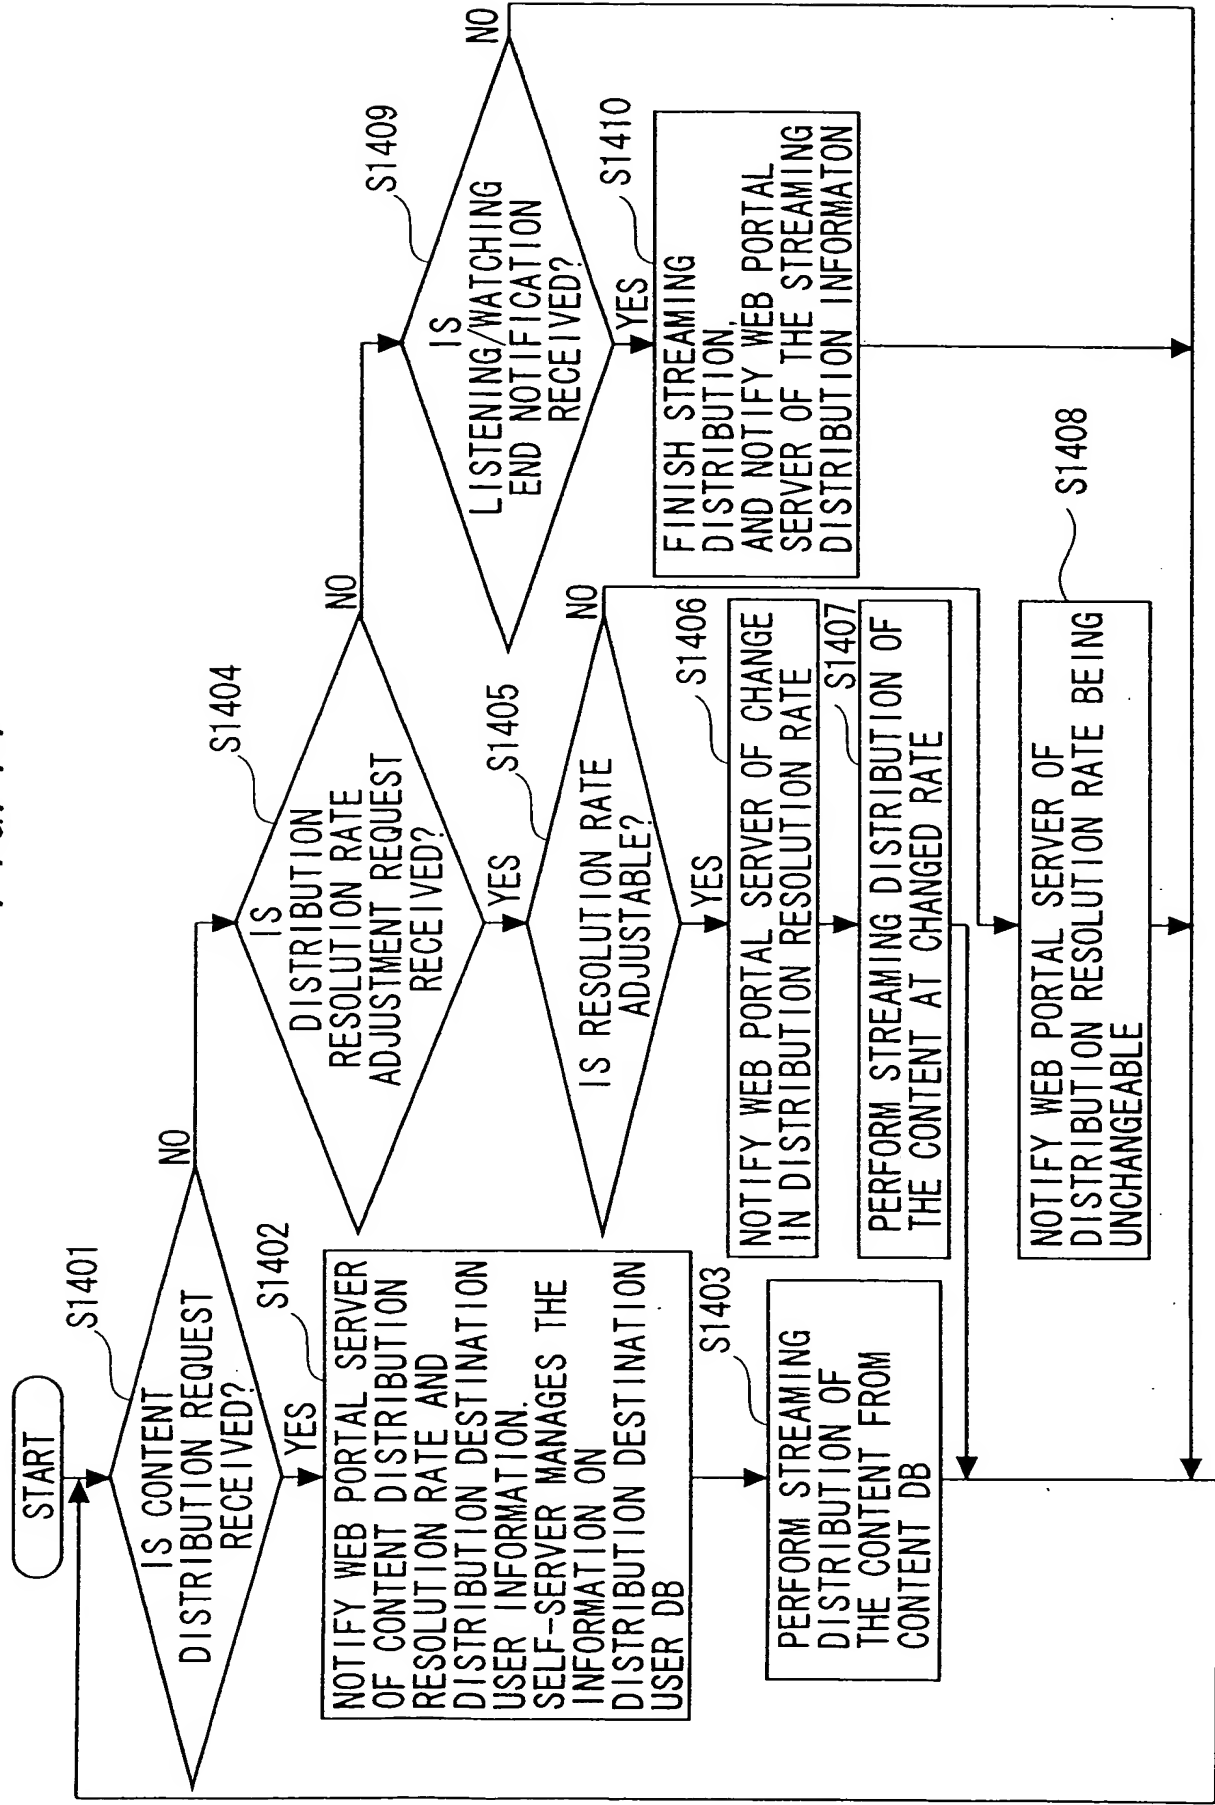 START
S1401
IS CONTENT
DISTRIBUTION REQUEST
RECEIVED?
NO
YES
S1402
NOTIFY WEB PORTAL SERVER
OF CONTENT DISTRIBUTION
RESOLUTION RATE AND
DISTRIBUTION DESTINATION
USER INFORMATION.
SELF-SERVER MANAGES THE
INFORMATION ON
DISTRIBUTION DESTINATION
USER DB
S1403
PERFORM STREAMING
DISTRIBUTION OF
THE CONTENT FROM
CONTENT DB
S1404
IS
DISTRIBUTION
RESOLUTION RATE
ADJUSTMENT REQUEST
RECEIVED?
NO
YES
S1405
IS RESOLUTION RATE
ADJUSTABLE?
NO
YES
S1406
NOTIFY WEB PORTAL SERVER OF CHANGE
IN DISTRIBUTION RESOLUTION RATE
S1407
PERFORM STREAMING DISTRIBUTION OF
THE CONTENT AT CHANGED RATE
S1408
NOTIFY WEB PORTAL SERVER OF
DISTRIBUTION RESOLUTION RATE BEING
UNCHANGEABLE
S1409
IS
LISTENING/WATCHING
END NOTIFICATION
RECEIVED?
NO
YES
S1410
FINISH STREAMING
DISTRIBUTION,
AND NOTIFY WEB PORTAL
SERVER OF THE STREAMING
DISTRIBUTION INFORMATON